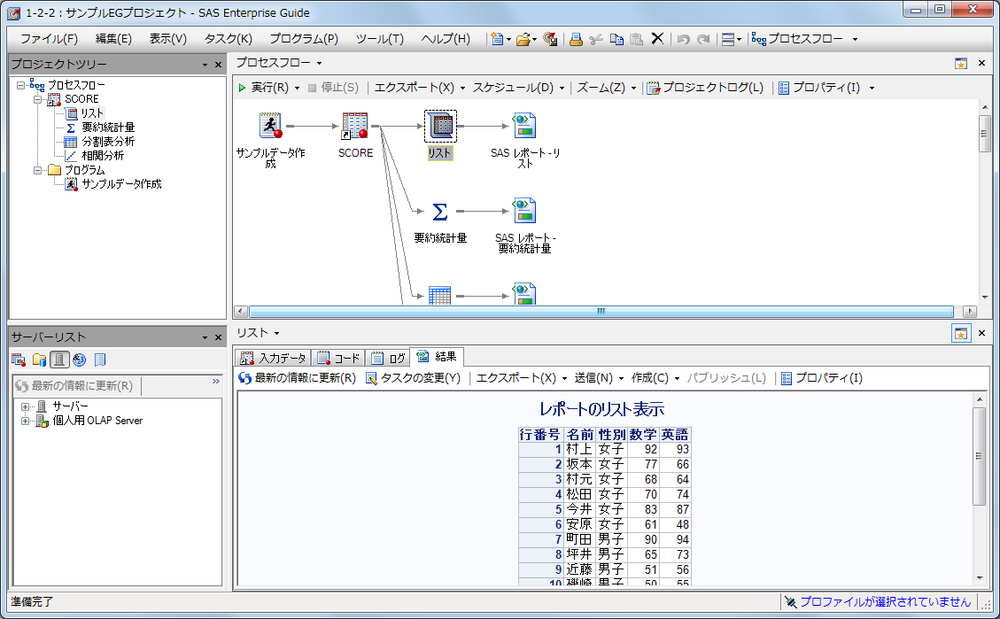 1-2-2：サンプルEGプロジェクト - SAS Enterprise Guide
ファイル(F) 編集(E) 表示(V) タスク(K) プログラム(P) ツール(T) ヘルプ(H) プロセスフロー
プロジェクトツリー
プロセスフロー
SCORE
リスト
要約統計量
分割表分析
相関分析
プログラム
サンプルデータ作成
プロセスフロー
実行(R) 停止(S) エクスポート(X) スケジュール(D) ズーム(Z) プロジェクトログ(L) プロパティ(I)
サンプルデータ作
成
SCORE
リスト
SAS レポート - リ
スト
要約統計量
SAS レポート -
要約統計量
サーバーリスト
最新の情報に更新(R)
サーバー
個人用 OLAP Server
リスト
入力データ コード ログ 結果
最新の情報に更新(R) タスクの変更(Y) エクスポート(X) 送信(N) 作成(C) パブリッシュ(L) プロパティ(I)
レポートのリスト表示
行番号 名前 性別 数学 英語
1 村上 女子 92 93
2 坂本 女子 77 66
3 村元 女子 68 64
4 松田 女子 70 74
5 今井 女子 83 87
6 安原 女子 61 48
7 町田 男子 90 94
8 坪井 男子 65 73
9 近藤 男子 51 56
10 磯崎 男子 50 55
準備完了
プロファイルが選択されていません